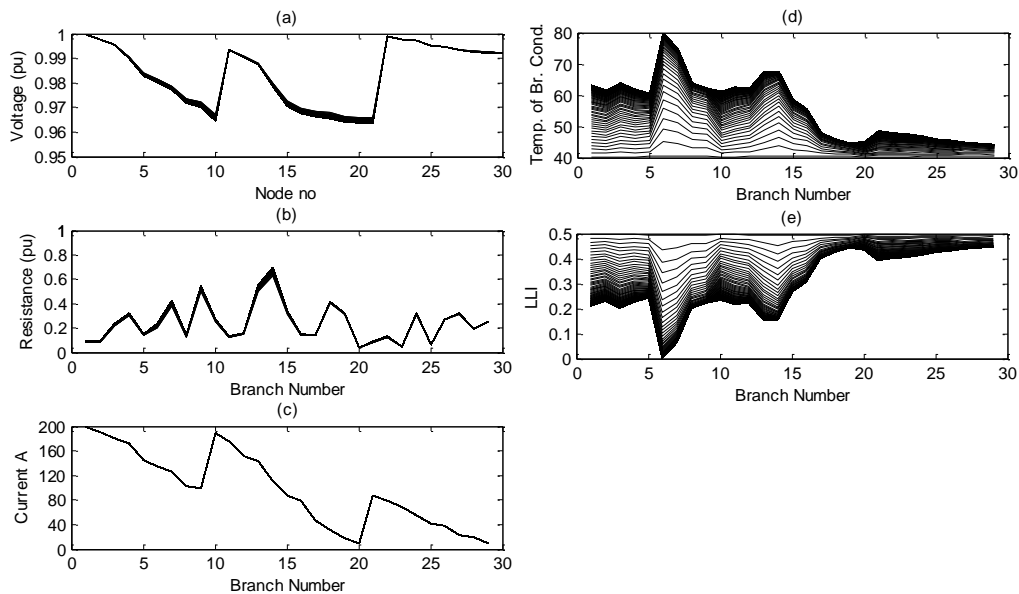 (a)
1
0.99
0.98
0.97
0.96
0.95
Voltage (pu)
0 5 10 15 20 25 30
Node no
(b)
1
0.8
0.6
0.4
0.2
0
Resistance (pu)
0 5 10 15 20 25 30
Branch Number
(c)
200
160
120
80
40
0
Current A
0 5 10 15 20 25 30
Branch Number
(d)
80
70
60
50
40
Temp. of Br. Cond.
0 5 10 15 20 25 30
Branch Number
(e)
0.5
0.4
0.3
0.2
0.1
0
LLI
0 5 10 15 20 25 30
Branch Number